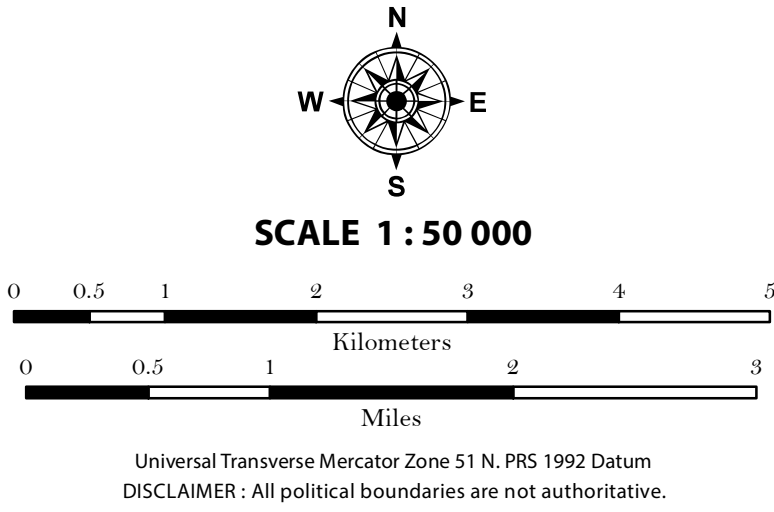 N
W E
S
SCALE 1 : 50 000
0 0.5 1 2 3 4 5
Kilometers
0 0.5 1 2 3
Miles
Universal Transverse Mercator Zone 51 N. PRS 1992 Datum
DISCLAIMER : All political boundaries are not authoritative.